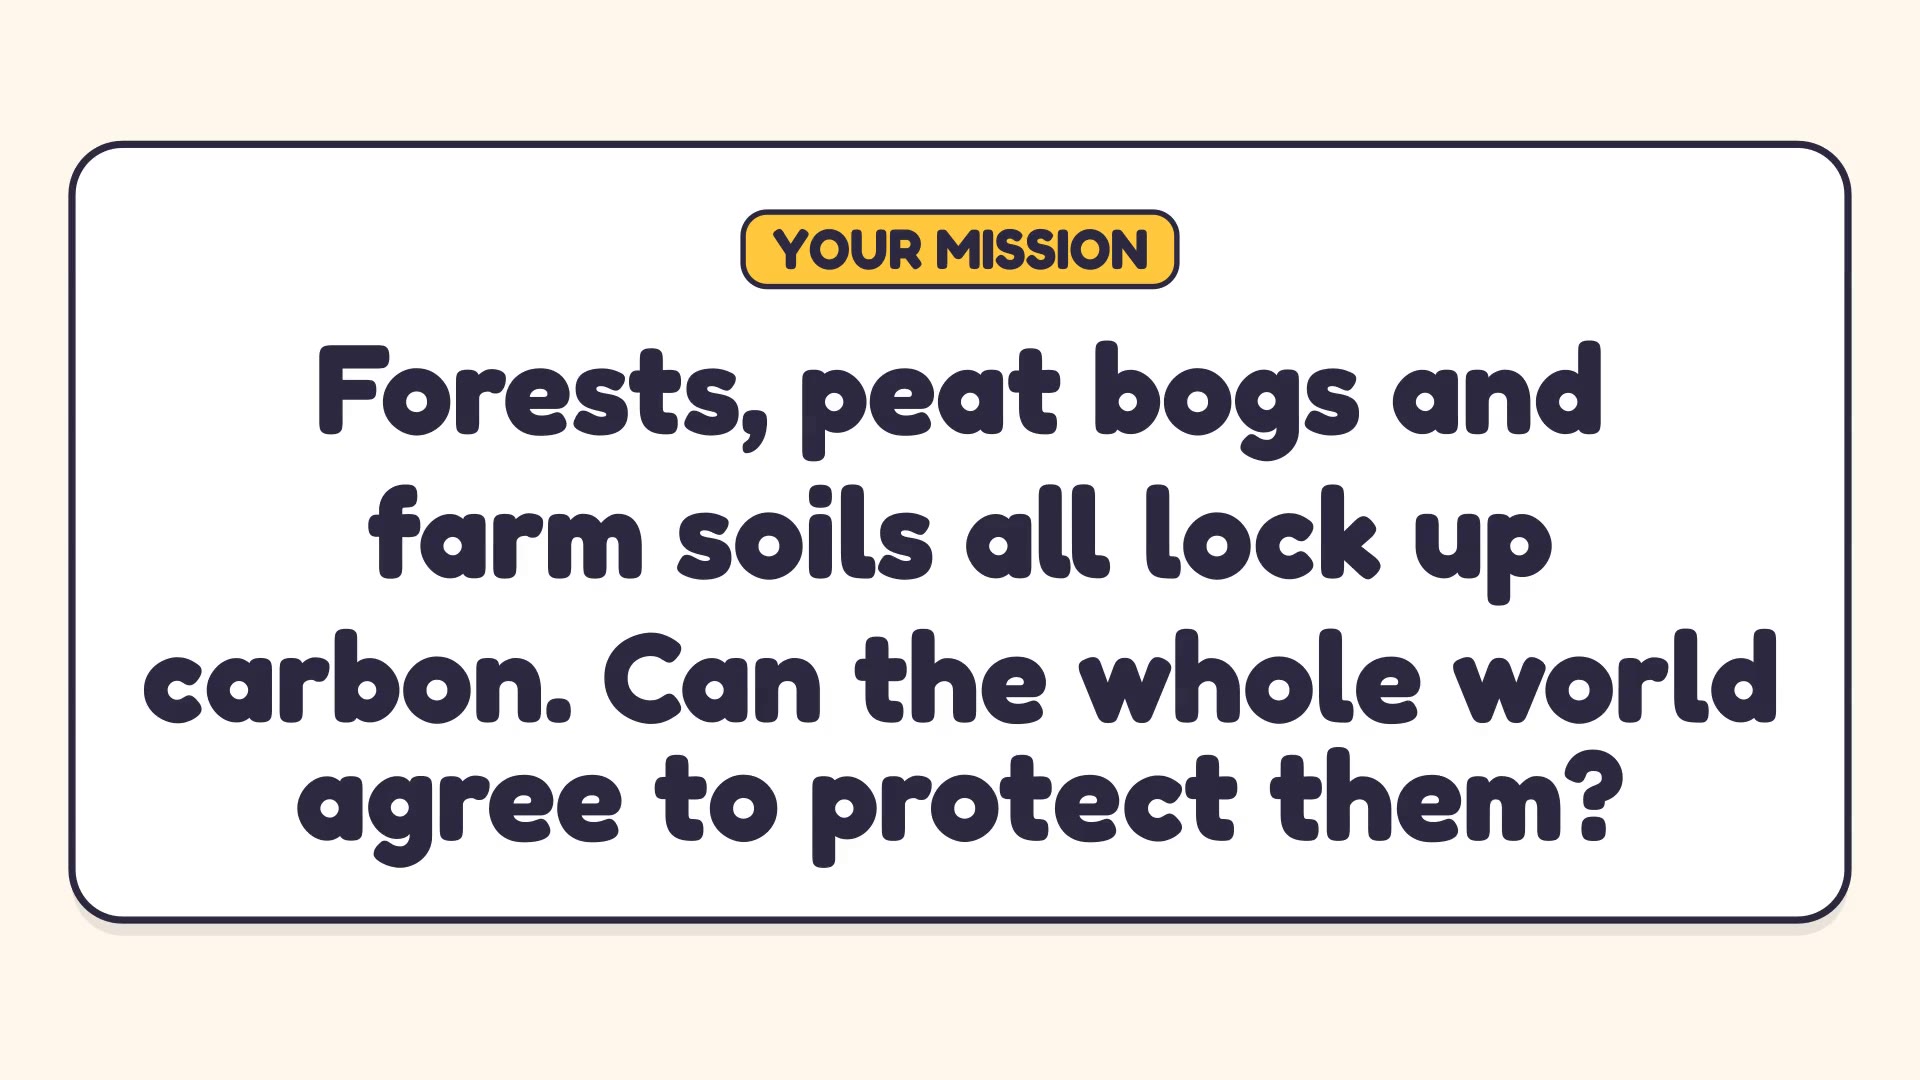 YOUR MISSION
Forests, peat bogs and
farm soils all lock up
carbon. Can the whole world
agree to protect them?